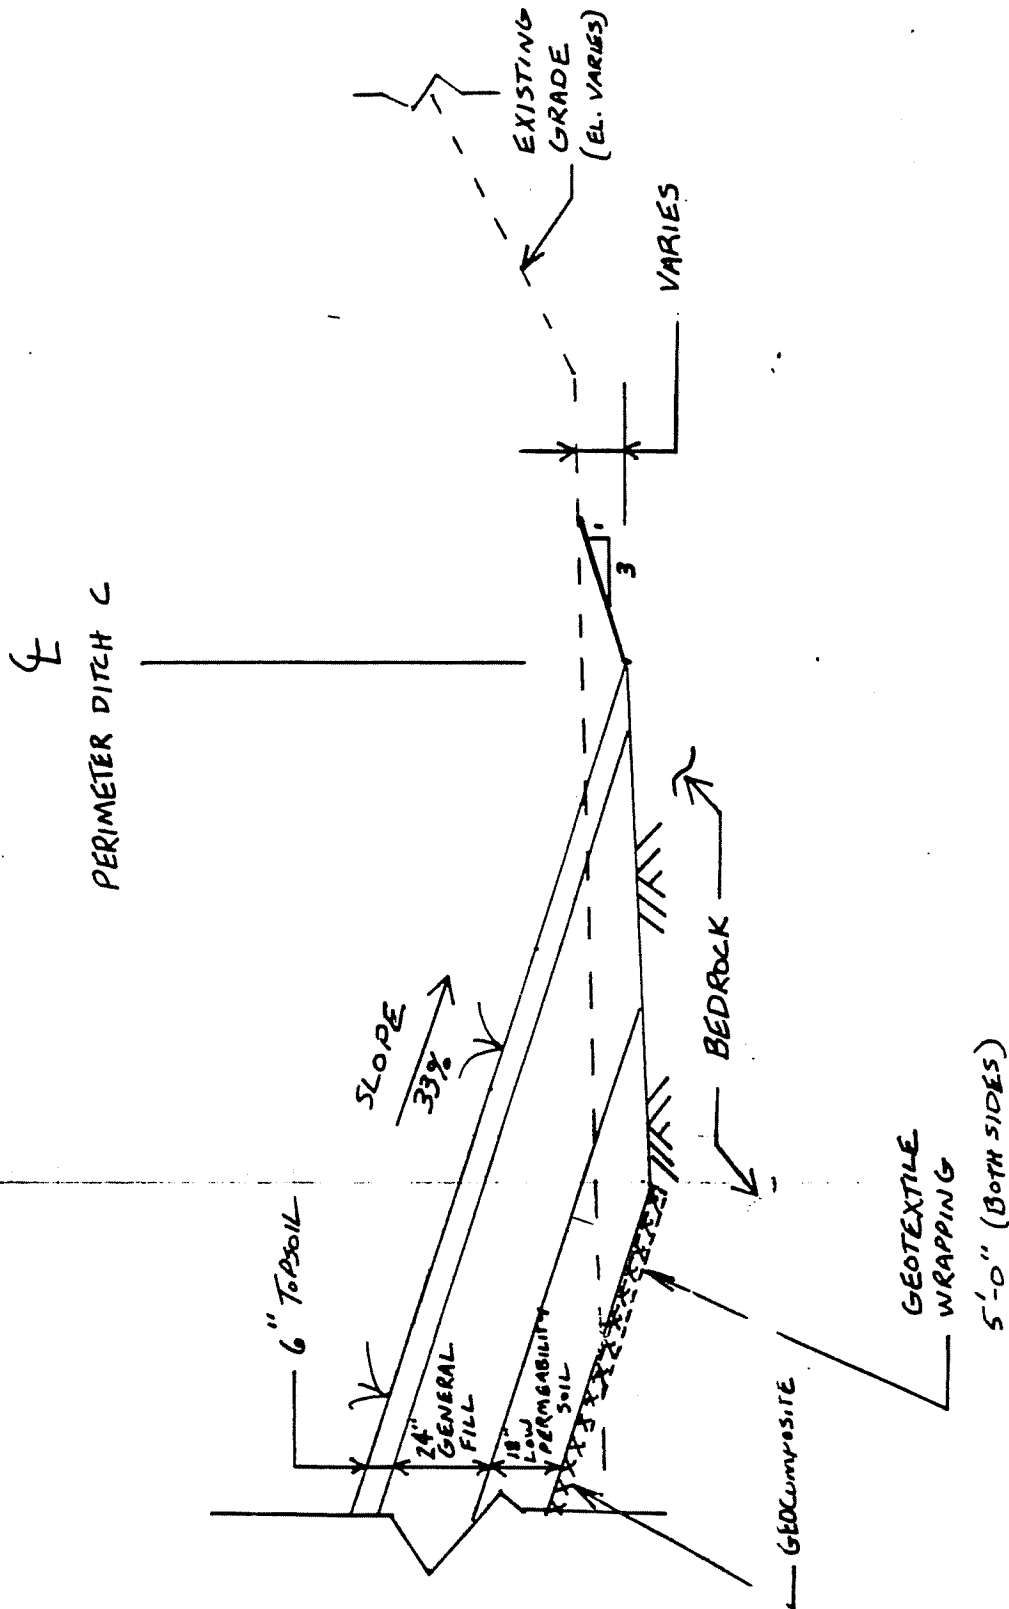 ℄
PERIMETER DITCH C
6" TOPSOIL
SLOPE
33%
24"
GENERAL
FILL
18"
LOW
PERMEABILITY
SOIL
1
3
EXISTING
GRADE
(EL. VARIES)
VARIES
BEDROCK
GEOCOMPOSITE
GEOTEXTILE
WRAPPING
5'-0" (BOTH SIDES)